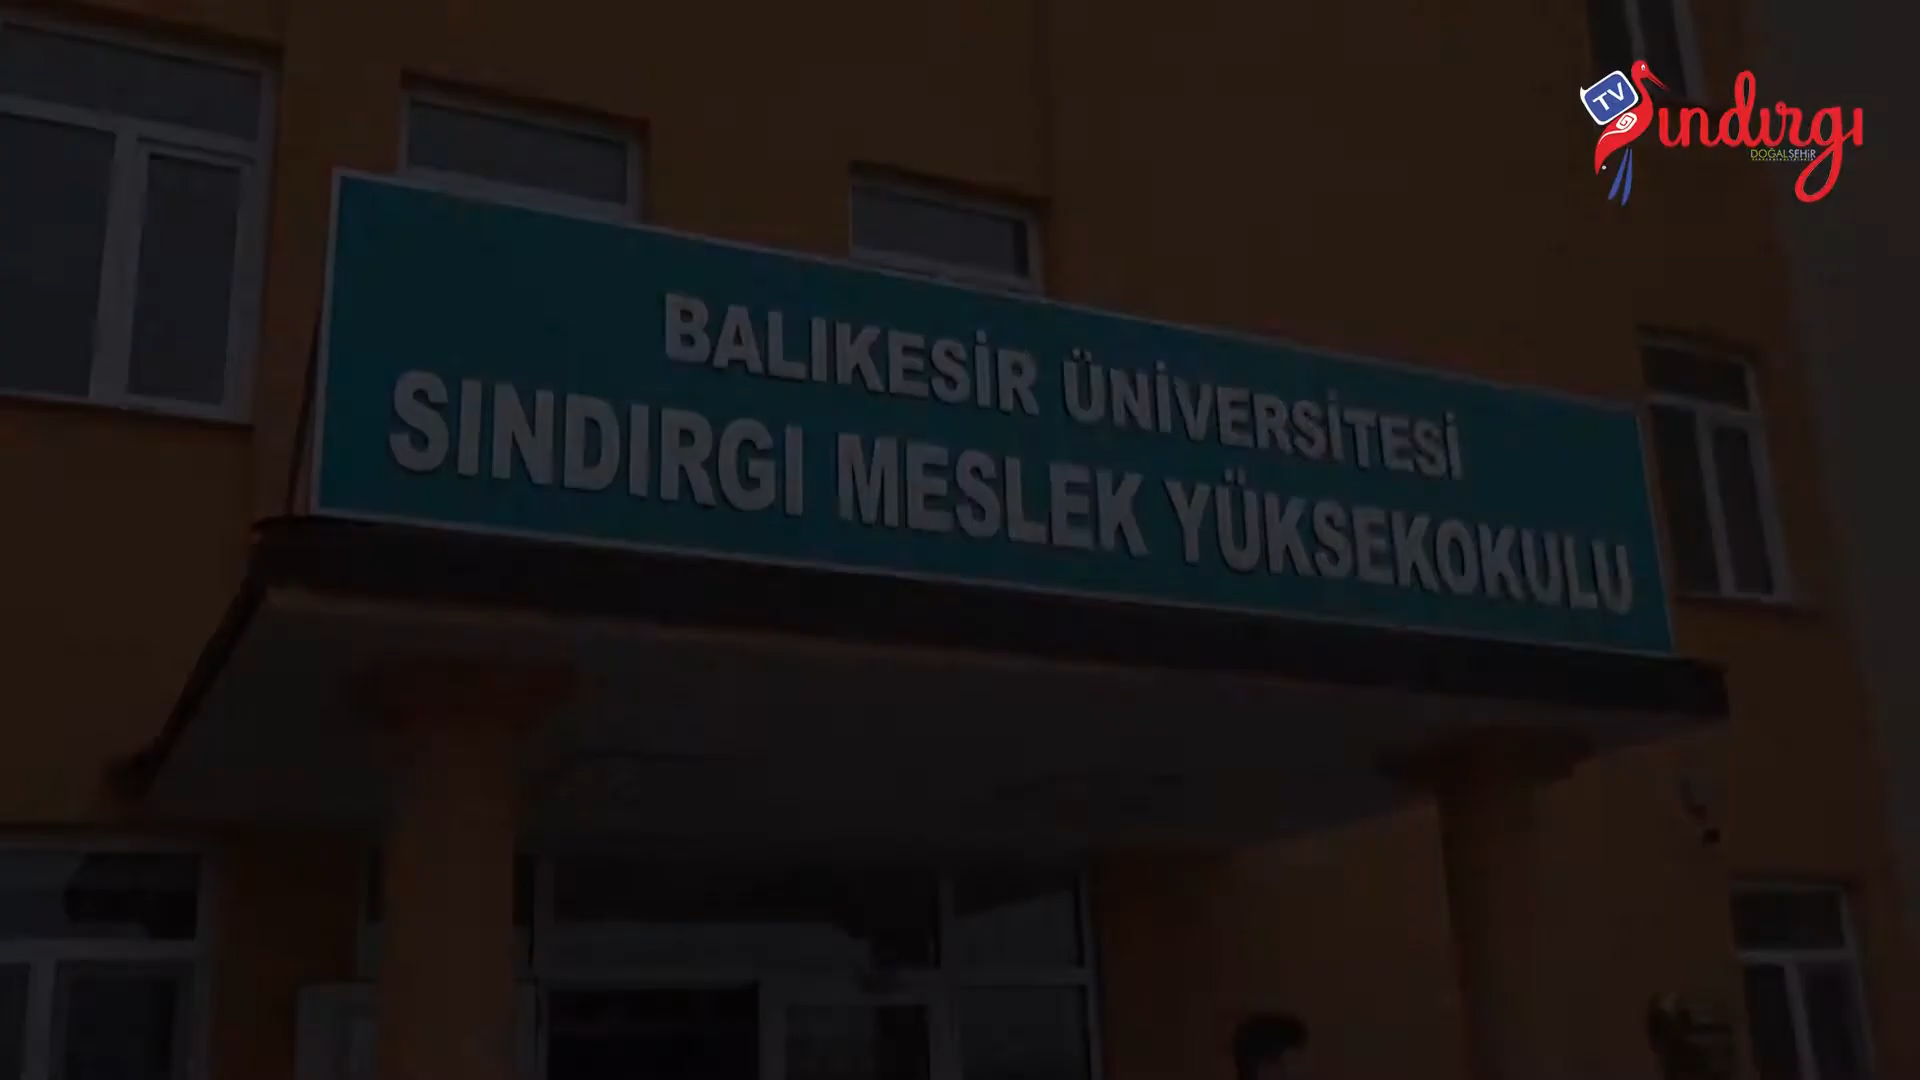 TV
Sındırgı
DOĞALŞEHİR
BALIKESİR ÜNİVERSİTESİ
SINDIRGI MESLEK YÜKSEKOKULU